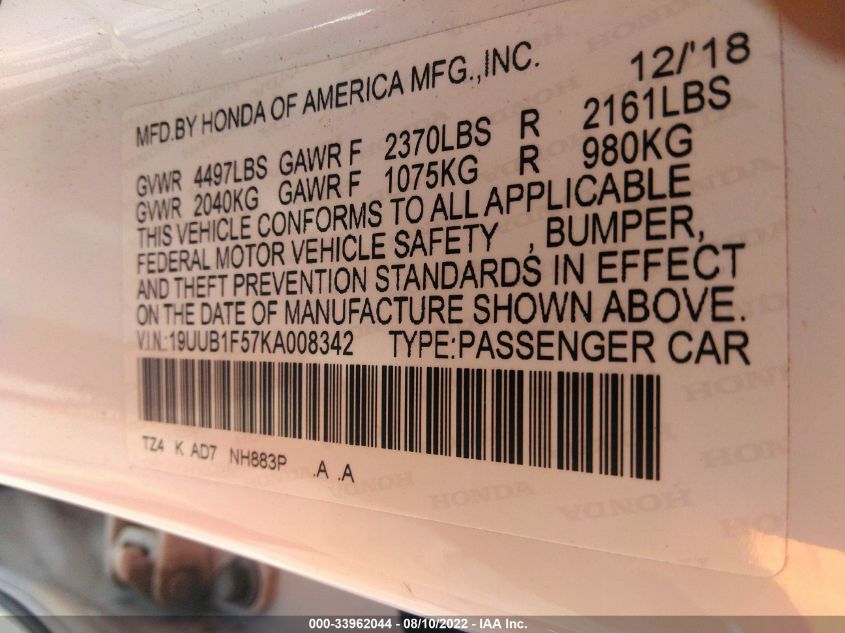 MFD.BY HONDA OF AMERICA MFG.,INC. 12/'18
GVWR 4497LBS GAWR F 2370LBS R 2161LBS
GVWR 2040KG GAWR F 1075KG R 980KG
THIS VEHICLE CONFORMS TO ALL APPLICABLE
FEDERAL MOTOR VEHICLE SAFETY , BUMPER,
AND THEFT PREVENTION STANDARDS IN EFFECT
ON THE DATE OF MANUFACTURE SHOWN ABOVE.
V.I.N.:19UUB1F57KA008342 TYPE:PASSENGER CAR
TZ4 K AD7 NH883P .A .A
HONDA
HONDA
000-33962044 - 08/10/2022 - IAA Inc.